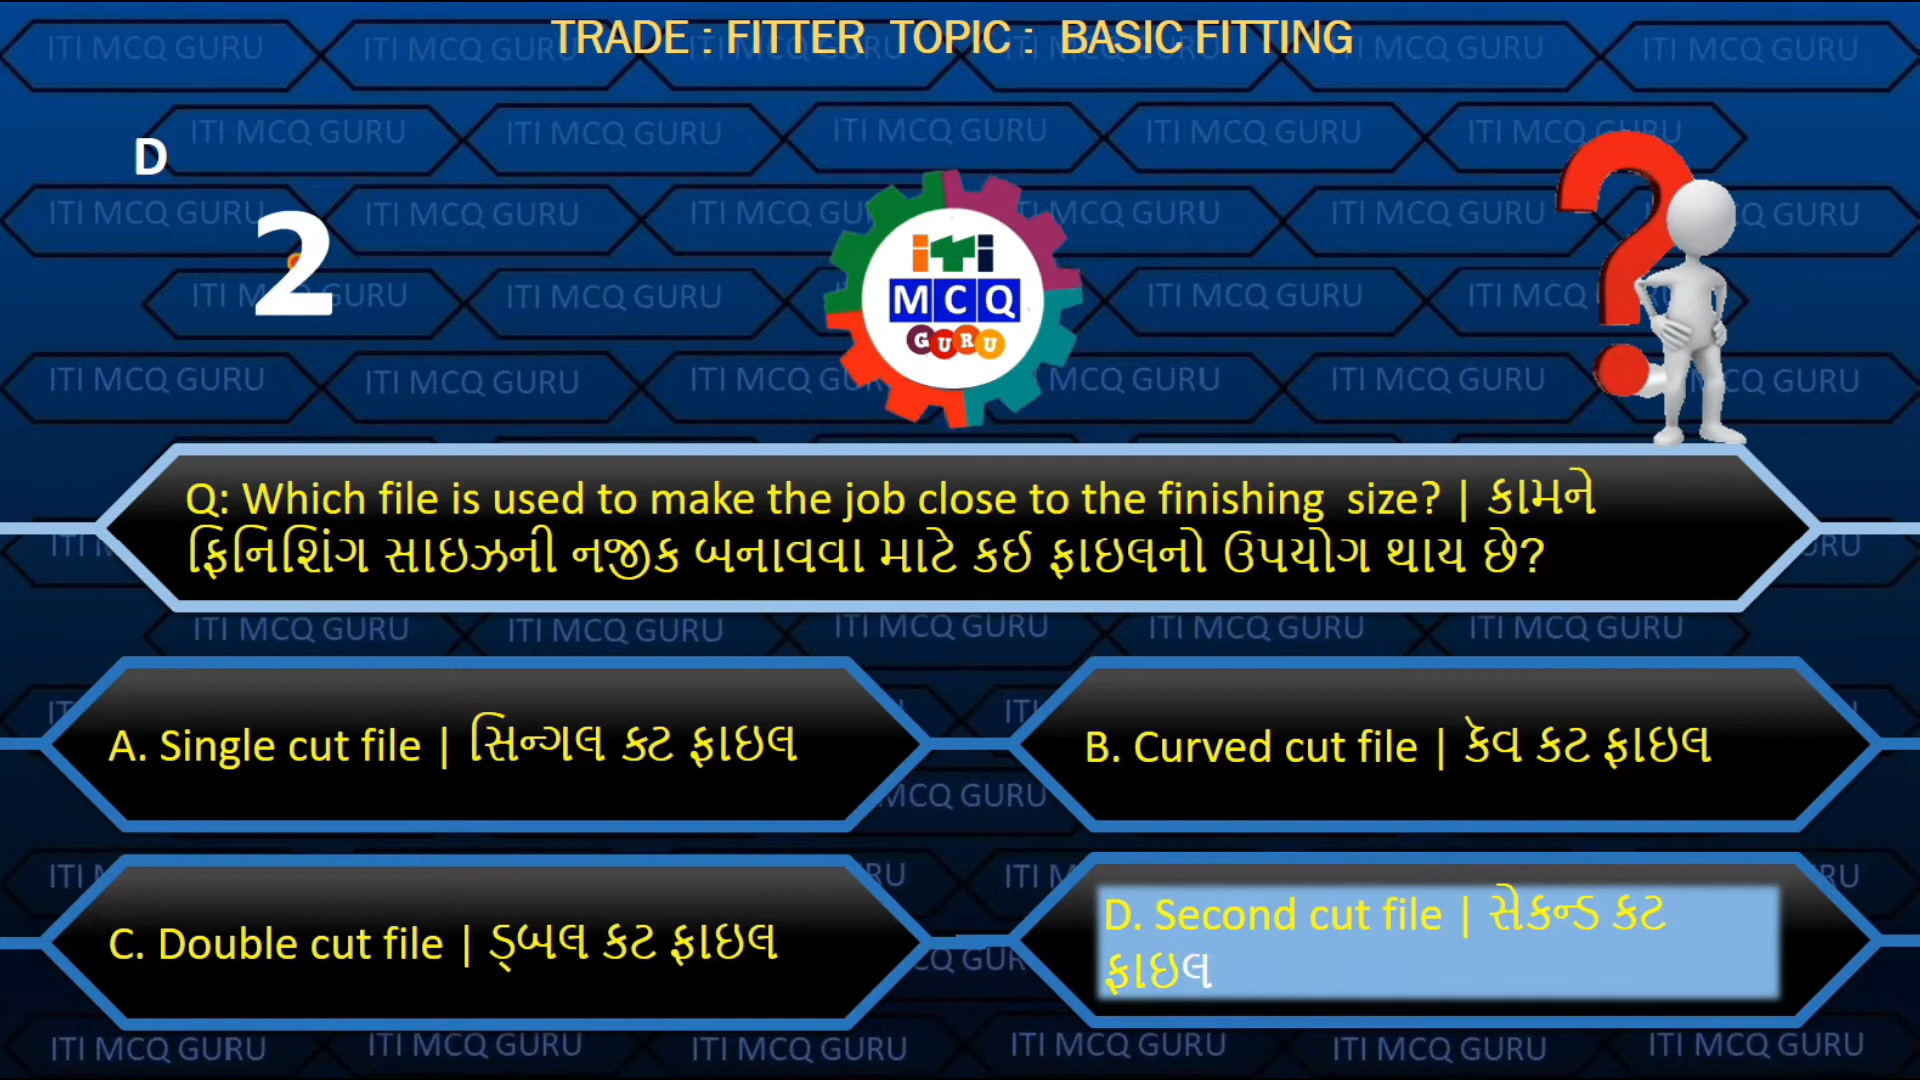 TRADE : FITTER TOPIC : BASIC FITTING
D
2
iTi
MCQ
GURU
Q: Which file is used to make the job close to the finishing size? | કામને
ફિનિશિંગ સાઇઝની નજીક બનાવવા માટે કઈ ફાઇલનો ઉપયોગ થાય છે?
A. Single cut file | સિન્ગલ કટ ફાઇલ
B. Curved cut file | કેવ કટ ફાઇલ
C. Double cut file | ડ્બલ કટ ફાઇલ
D. Second cut file | સેકન્ડ કટ
ફાઇલ
ITI MCQ GURU